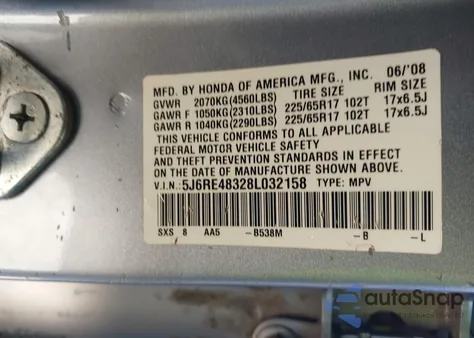 MFD. BY HONDA OF AMERICA MFG., INC. 06/'08
GVWR 2070KG(4560LBS) TIRE SIZE RIM SIZE
GAWR F 1050KG(2310LBS) 225/65R17 102T 17x6.5J
GAWR R 1040KG(2290LBS) 225/65R17 102T 17x6.5J
THIS VEHICLE CONFORMS TO ALL APPLICABLE
FEDERAL MOTOR VEHICLE SAFETY
AND THEFT PREVENTION STANDARDS IN EFFECT
ON THE DATE OF MANUFACTURE SHOWN ABOVE.
V.I.N.: 5J6RE48328L032158 TYPE: MPV
SXS 8 AA5 -B538M -B -L
autoSnap